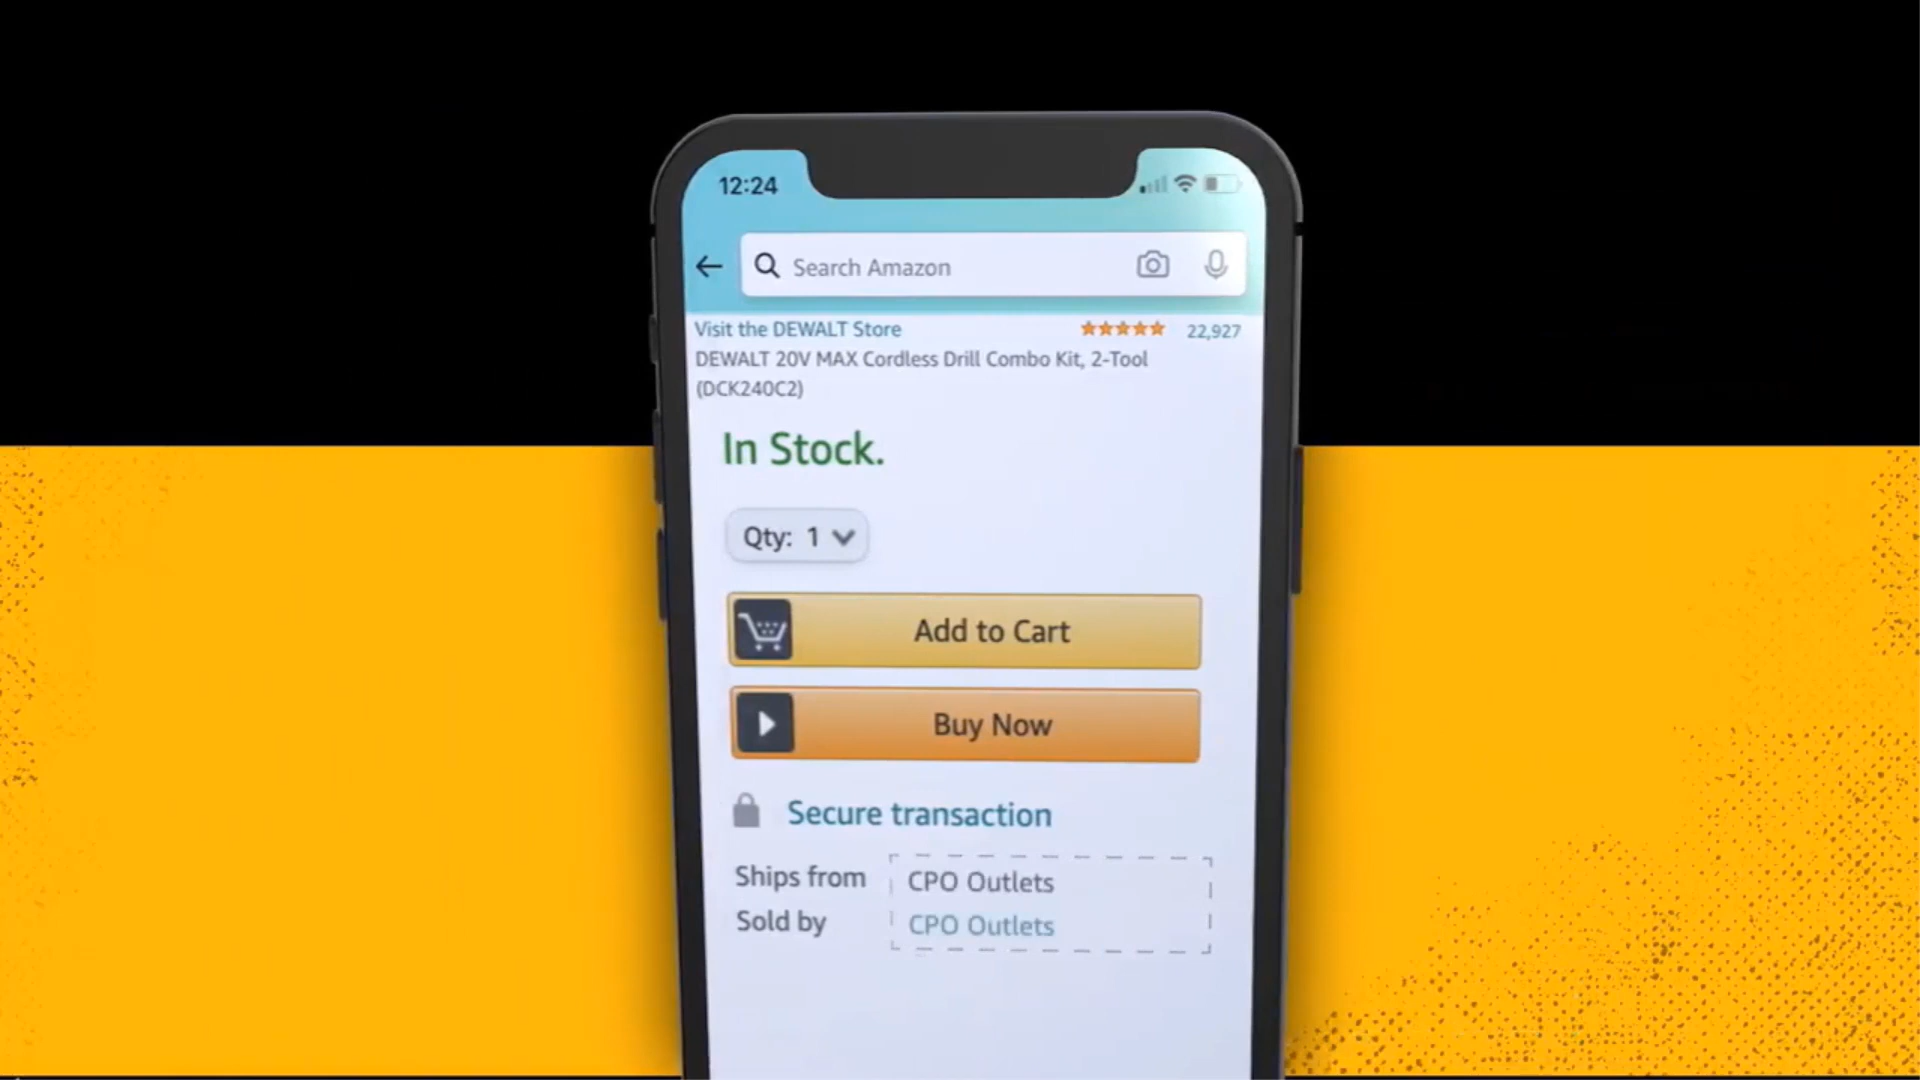 12:24
Search Amazon
Visit the DEWALT Store
22,927
DEWALT 20V MAX Cordless Drill Combo Kit, 2-Tool
(DCK240C2)
In Stock.
Qty: 1
Add to Cart
Buy Now
Secure transaction
Ships from CPO Outlets
Sold by CPO Outlets